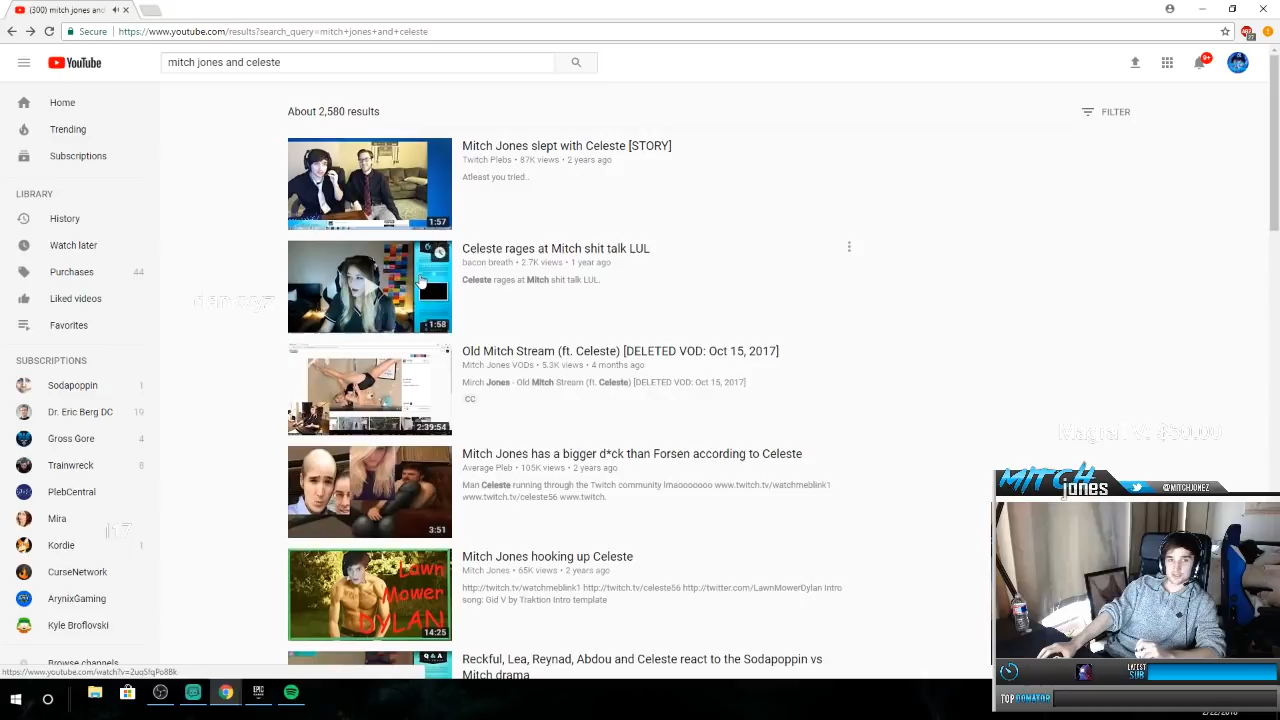 (300) mitch jones and
Secure
https://www.youtube.com/results?search_query=mitch+jones+and+celeste
YouTube
mitch jones and celeste
9+
Home
Trending
Subscriptions
LIBRARY
History
Watch later
Purchases 44
Liked videos
Favorites
SUBSCRIPTIONS
Sodapoppin 1
Dr. Eric Berg DC 19
Gross Gore 4
Trainwreck 8
PlebCentral
Mira
Kordie 1
CurseNetwork
ArynixGaming
Kyle Broflovski
Browse channels
About 2,580 results
FILTER
Mitch Jones slept with Celeste [STORY]
Twitch Plebs • 87K views • 2 years ago
Atleast you tried..
1:57
Celeste rages at Mitch shit talk LUL
bacon breath • 2.7K views • 1 year ago
Celeste rages at Mitch shit talk LUL.
1:58
Old Mitch Stream (ft. Celeste) [DELETED VOD: Oct 15, 2017]
Mitch Jones VODs • 5.3K views • 4 months ago
Mirch Jones - Old Mitch Stream (ft. Celeste) [DELETED VOD: Oct 15, 2017]
CC
2:39:54
Mitch Jones has a bigger d*ck than Forsen according to Celeste
Average Pleb • 105K views • 2 years ago
Man Celeste running through the Twitch community lmaooooooo www.twitch.tv/watchmeblink1
www.twitch.tv/celeste56 www.twitch.
3:51
Mitch Jones hooking up Celeste
Mitch Jones • 65K views • 2 years ago
http://twitch.tv/watchmeblink1 http://twitch.tv/celeste56 http://twitter.com/LawnMowerDylan Intro
song: Gid V by Traktion Intro template
Lawn
Mower
DYLAN
14:25
Reckful, Lea, Reynad, Abdou and Celeste react to the Sodapoppin vs
Mitch drama
Q & A
MITCH
jones
@MITCHJONEZ
LATEST
SUB
TOP DONATOR
2/22/2018